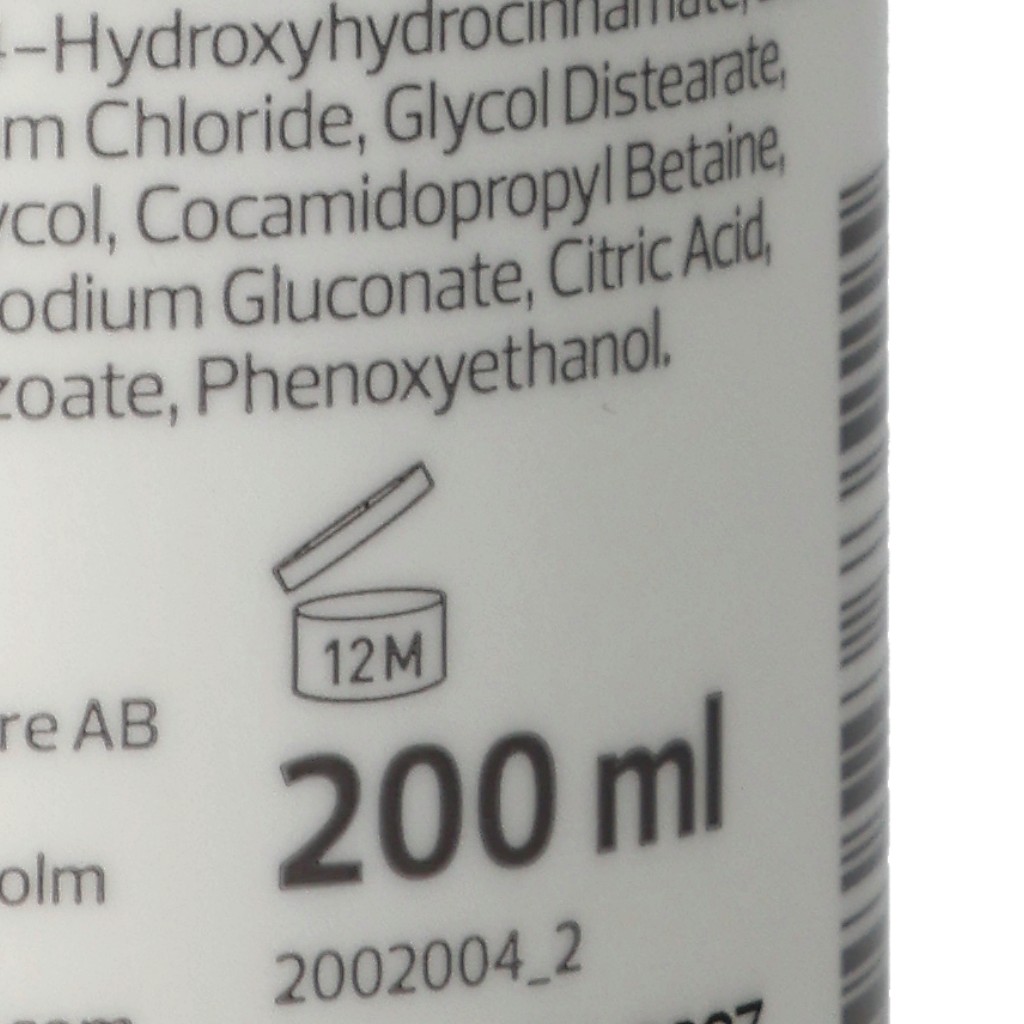 4-Hydroxyhydrocinnamate,
m Chloride, Glycol Distearate,
ycol, Cocamidopropyl Betaine,
odium Gluconate, Citric Acid,
zoate, Phenoxyethanol.
12M
re AB
200 ml
olm
2002004_2